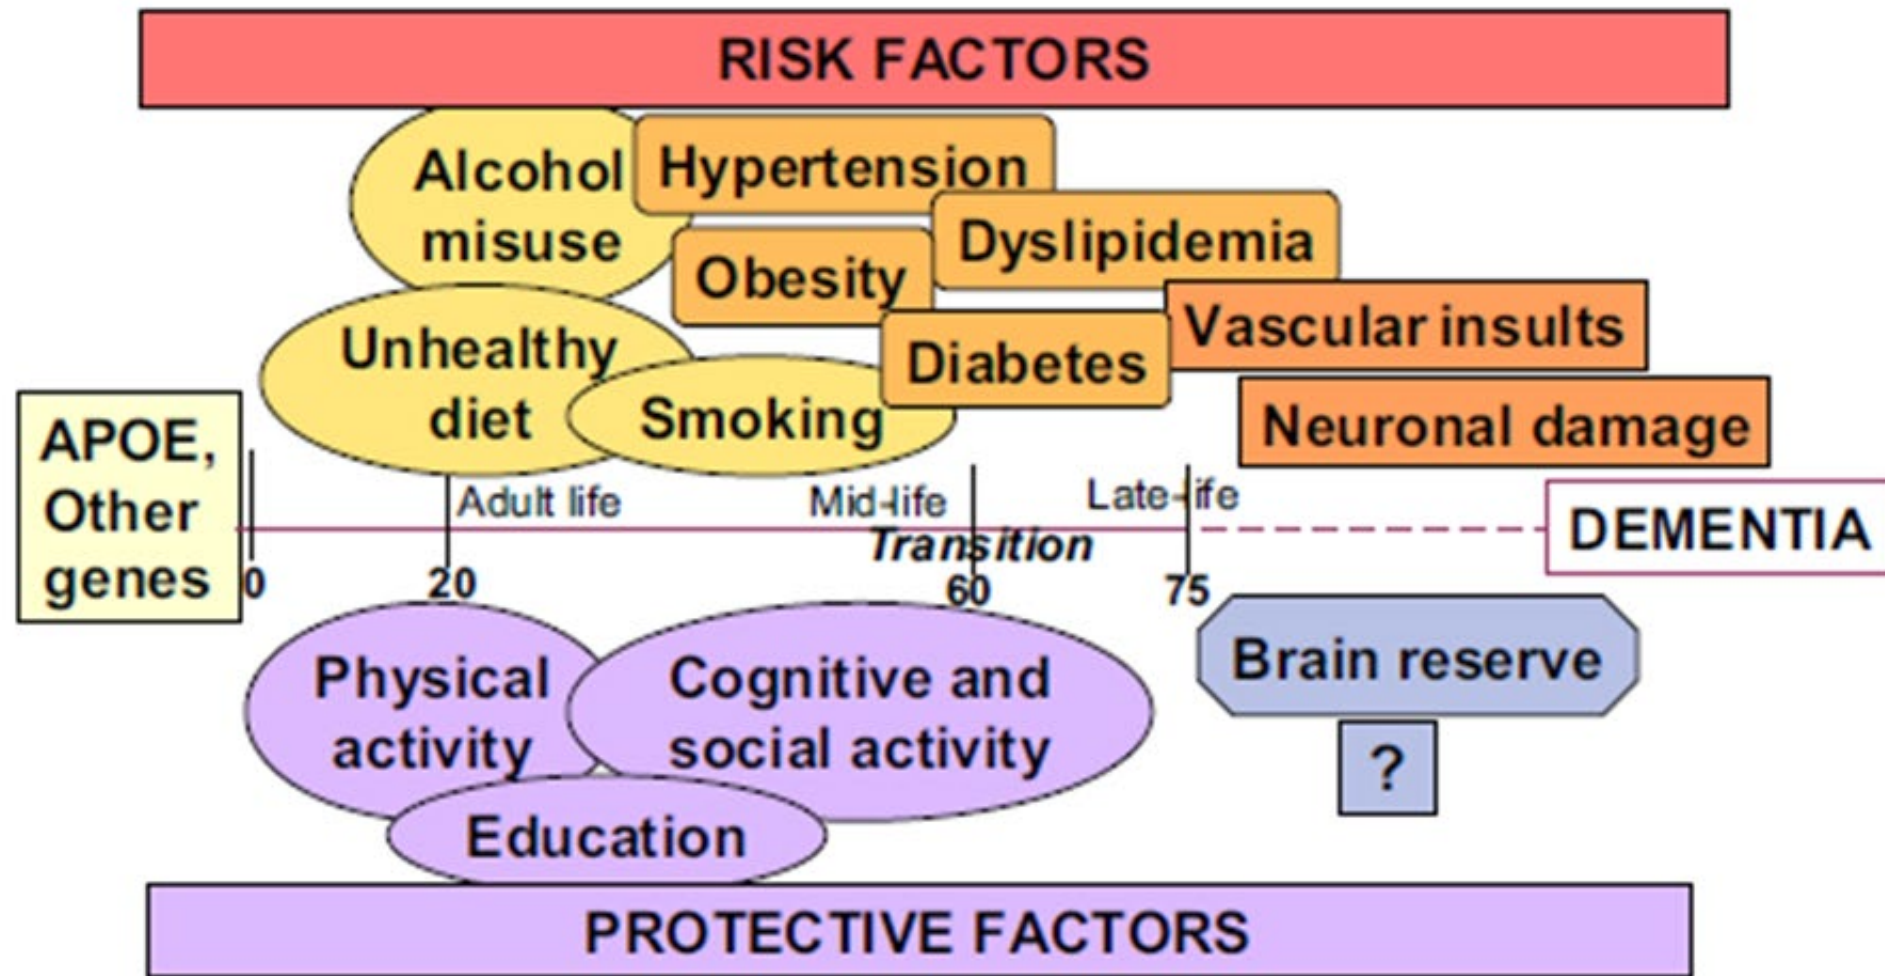 RISK FACTORS
Alcohol
misuse
Hypertension
Obesity
Dyslipidemia
Unhealthy
diet
Smoking
Diabetes
Vascular insults
Neuronal damage
APOE,
Other
genes
Adult life
Mid-life
Late-life
Transition
DEMENTIA
0
20
60
75
Physical
activity
Cognitive and
social activity
Education
Brain reserve
?
PROTECTIVE FACTORS